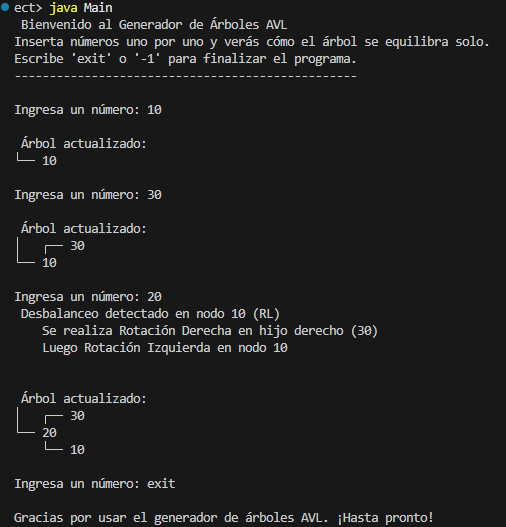 ect> java Main
Bienvenido al Generador de Árboles AVL
Inserta números uno por uno y verás cómo el árbol se equilibra solo.
Escribe 'exit' o '-1' para finalizar el programa.
-------------------------------------------------
Ingresa un número: 10
Árbol actualizado:
└── 10
Ingresa un número: 30
Árbol actualizado:
│   ┌── 30
└── 10
Ingresa un número: 20
Desbalanceo detectado en nodo 10 (RL)
Se realiza Rotación Derecha en hijo derecho (30)
Luego Rotación Izquierda en nodo 10
Árbol actualizado:
│   ┌── 30
└── 20
    └── 10
Ingresa un número: exit
Gracias por usar el generador de árboles AVL. ¡Hasta pronto!